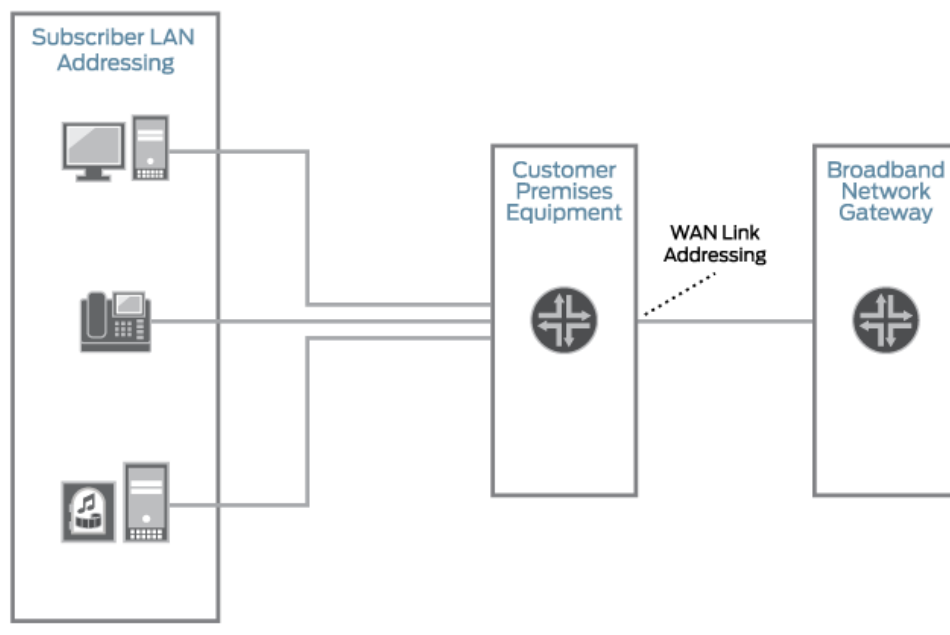 Subscriber LAN
Addressing
Customer
Premises
Equipment
WAN Link
Addressing
Broadband
Network
Gateway